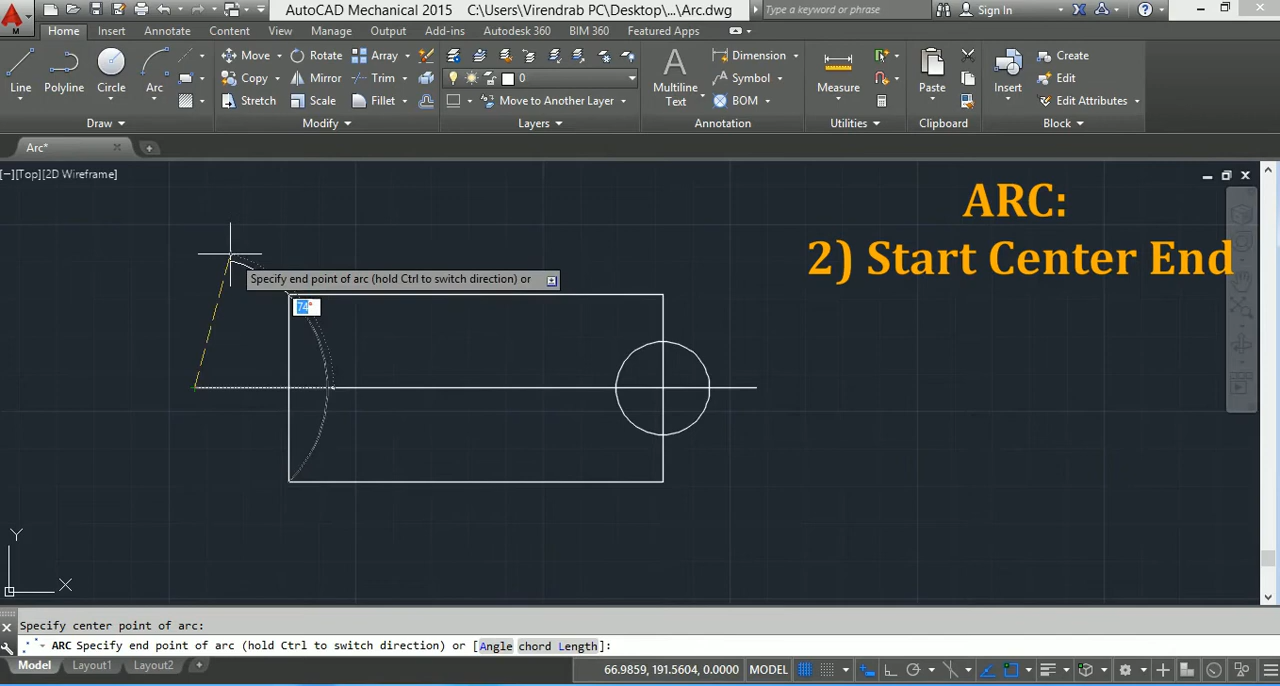 AutoCAD Mechanical 2015 C:\Users\Virendrab PC\Desktop\...\Arc.dwg
Type a keyword or phrase
Sign In
Home Insert Annotate Parametric Content View Manage Output Add-ins Autodesk 360 BIM 360 Featured Apps
Line
Polyline
Circle
Arc
Draw
Move Rotate Array
Copy Mirror Trim
Stretch Scale Fillet
Modify
0
Move to Another Layer
Layers
Multiline
Text
Dimension
Symbol
BOM
Annotation
Measure
Utilities
Paste
Clipboard
Insert
Create
Edit
Edit Attributes
Block
Arc*
[−][Top][2D Wireframe]
ARC:
2) Start Center End
Specify end point of arc (hold Ctrl to switch direction) or
74°
Y
X
Specify center point of arc:
ARC Specify end point of arc (hold Ctrl to switch direction) or [Angle chord Length]:
Model Layout1 Layout2
66.9859, 191.5604, 0.0000 MODEL